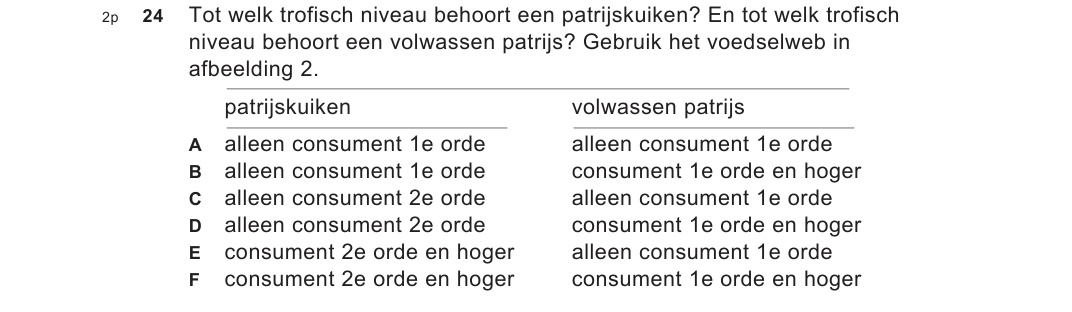 2p 24 Tot welk trofisch niveau behoort een patrijskuiken? En tot welk trofisch
niveau behoort een volwassen patrijs? Gebruik het voedselweb in
afbeelding 2.
patrijskuiken volwassen patrijs
A alleen consument 1e orde alleen consument 1e orde
B alleen consument 1e orde consument 1e orde en hoger
C alleen consument 2e orde alleen consument 1e orde
D alleen consument 2e orde consument 1e orde en hoger
E consument 2e orde en hoger alleen consument 1e orde
F consument 2e orde en hoger consument 1e orde en hoger